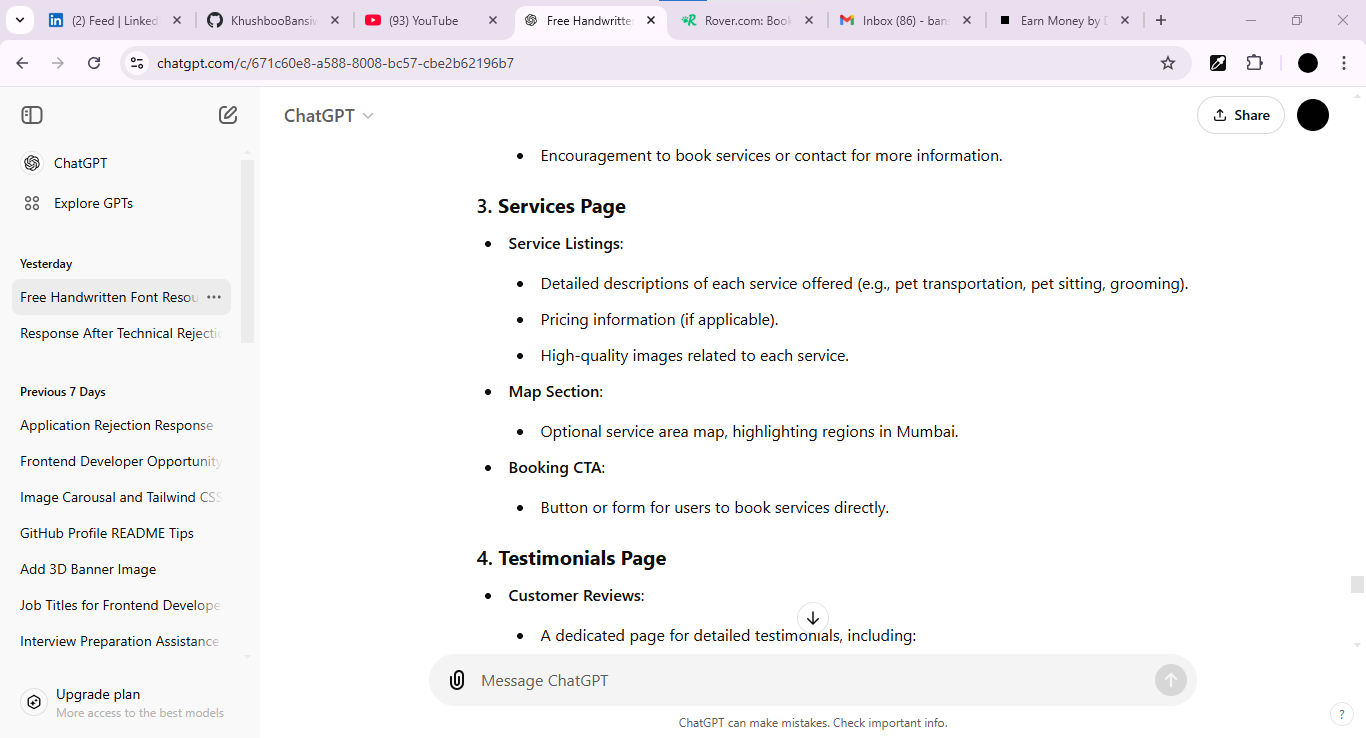 (2) Feed | Linked
KhushbooBansiw
(93) YouTube
Free Handwritte
Rover.com: Book
Inbox (86) - ban
Earn Money by D
chatgpt.com/c/671c60e8-a588-8008-bc57-cbe2b62196b7
ChatGPT
Share
ChatGPT
Explore GPTs
Yesterday
Free Handwritten Font Resou
Response After Technical Rejectio
Previous 7 Days
Application Rejection Response
Frontend Developer Opportunity
Image Carousal and Tailwind CSS
GitHub Profile README Tips
Add 3D Banner Image
Job Titles for Frontend Develope
Interview Preparation Assistance
Upgrade plan
More access to the best models
• Encouragement to book services or contact for more information.
3. Services Page
• Service Listings:
• Detailed descriptions of each service offered (e.g., pet transportation, pet sitting, grooming).
• Pricing information (if applicable).
• High-quality images related to each service.
• Map Section:
• Optional service area map, highlighting regions in Mumbai.
• Booking CTA:
• Button or form for users to book services directly.
4. Testimonials Page
• Customer Reviews:
• A dedicated page for detailed testimonials, including:
Message ChatGPT
ChatGPT can make mistakes. Check important info.
?